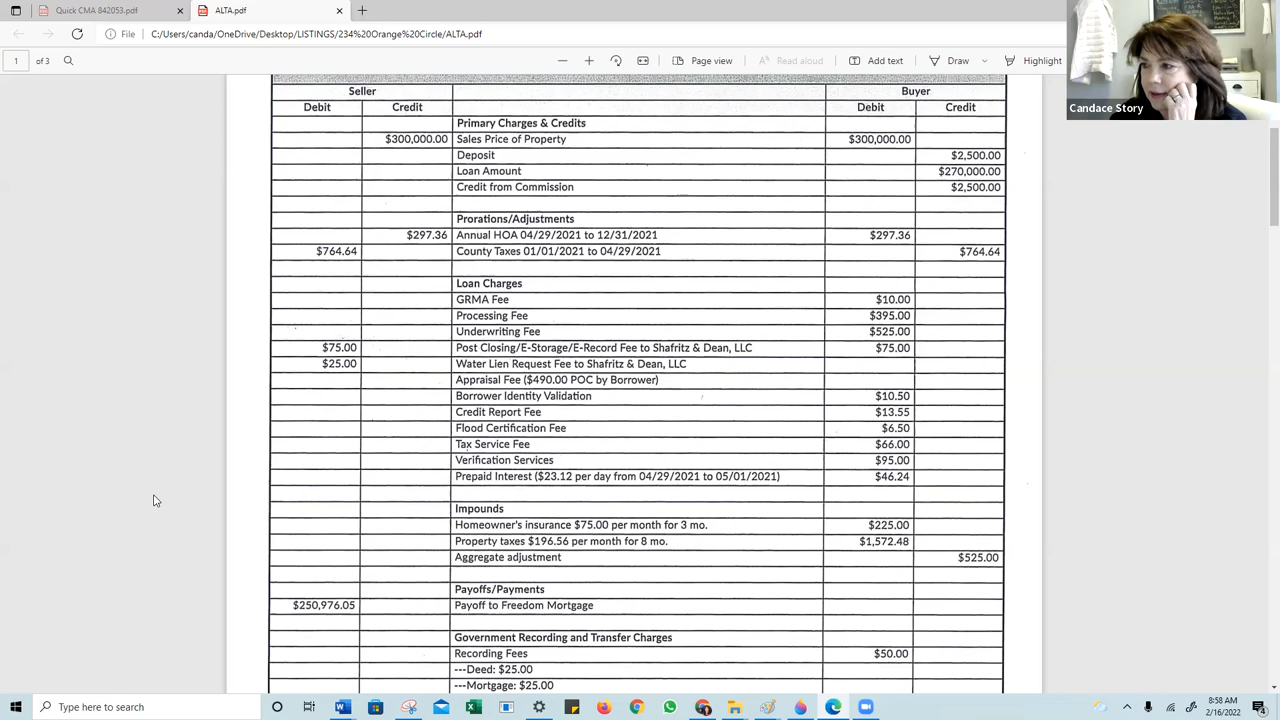 Quick CMA 842053.pdf
ALTA.pdf
File C:/Users/canda/OneDrive/Desktop/LISTINGS/234%20Orange%20Circle/ALTA.pdf
1 of 3 Page view Read aloud Add text Draw Highlight
Candace Story
Seller Buyer
Debit Credit Debit Credit
Primary Charges & Credits
$300,000.00 Sales Price of Property $300,000.00
Deposit $2,500.00
Loan Amount $270,000.00
Credit from Commission $2,500.00
Prorations/Adjustments
$297.36 Annual HOA 04/29/2021 to 12/31/2021 $297.36
$764.64 County Taxes 01/01/2021 to 04/29/2021 $764.64
Loan Charges
GRMA Fee $10.00
Processing Fee $395.00
Underwriting Fee $525.00
$75.00 Post Closing/E-Storage/E-Record Fee to Shafritz & Dean, LLC $75.00
$25.00 Water Lien Request Fee to Shafritz & Dean, LLC
Appraisal Fee ($490.00 POC by Borrower)
Borrower Identity Validation $10.50
Credit Report Fee $13.55
Flood Certification Fee $6.50
Tax Service Fee $66.00
Verification Services $95.00
Prepaid Interest ($23.12 per day from 04/29/2021 to 05/01/2021) $46.24
Impounds
Homeowner's insurance $75.00 per month for 3 mo. $225.00
Property taxes $196.56 per month for 8 mo. $1,572.48
Aggregate adjustment $525.00
Payoffs/Payments
$250,976.05 Payoff to Freedom Mortgage
Government Recording and Transfer Charges
Recording Fees $50.00
---Deed: $25.00
---Mortgage: $25.00
Type here to search
8:58 AM
2/16/2022
4